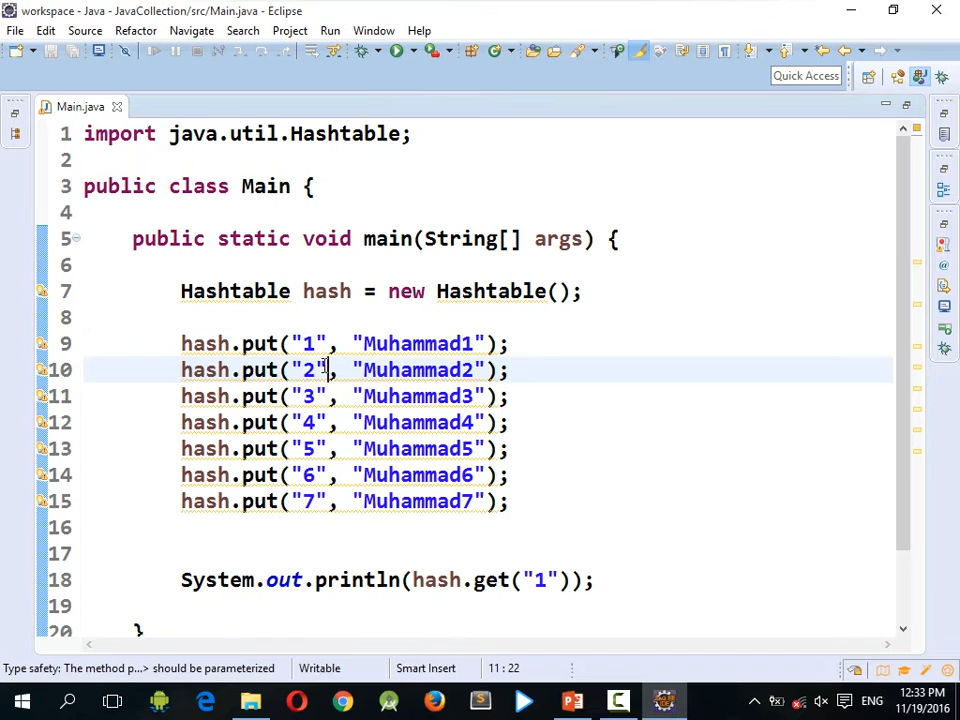 workspace - Java - JavaCollection/src/Main.java - Eclipse
File Edit Source Refactor Navigate Search Project Run Window Help
Quick Access
Main.java
1 import java.util.Hashtable;
2
3 public class Main {
4
5 public static void main(String[] args) {
6
7 Hashtable hash = new Hashtable();
8
9 hash.put("1", "Muhammad1");
10 hash.put("2", "Muhammad2");
11 hash.put("3", "Muhammad3");
12 hash.put("4", "Muhammad4");
13 hash.put("5", "Muhammad5");
14 hash.put("6", "Muhammad6");
15 hash.put("7", "Muhammad7");
16
17
18 System.out.println(hash.get("1"));
19
20 }
Type safety: The method p...> should be parameterized Writable Smart Insert 11 : 22
ENG 12:33 PM
11/19/2016